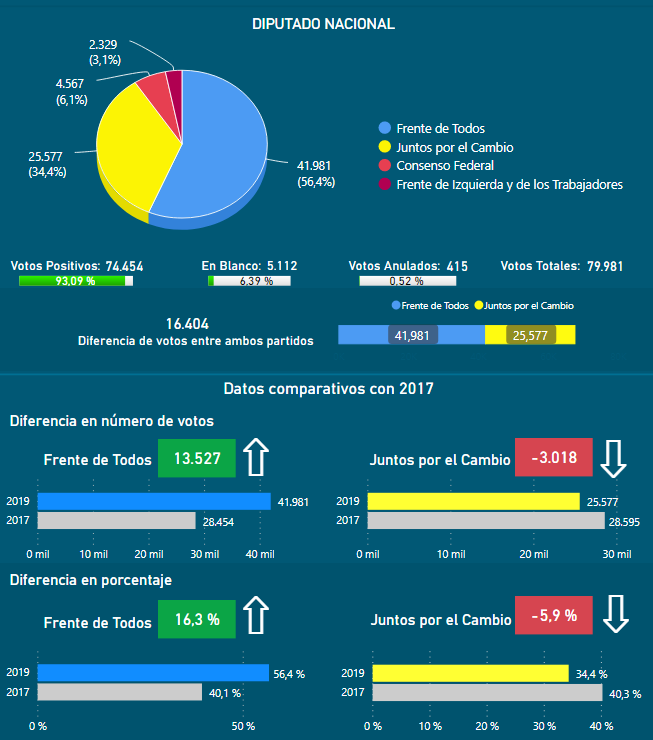 DIPUTADO NACIONAL
2.329
(3,1%)
4.567
(6,1%)
25.577
(34,4%)
41.981
(56,4%)
Frente de Todos
Juntos por el Cambio
Consenso Federal
Frente de Izquierda y de los Trabajadores
Votos Positivos: 74.454
93,09 %
En Blanco: 5.112
6,39 %
Votos Anulados: 415
0,52 %
Votos Totales: 79.981
16.404
Diferencia de votos entre ambos partidos
Frente de Todos Juntos por el Cambio
41,981 25,577
Datos comparativos con 2017
Diferencia en número de votos
Frente de Todos 13.527
2019 41.981
2017 28.454
0 mil 10 mil 20 mil 30 mil 40 mil
Juntos por el Cambio -3.018
2019 25.577
2017 28.595
0 mil 10 mil 20 mil 30 mil
Diferencia en porcentaje
Frente de Todos 16,3 %
2019 56,4 %
2017 40,1 %
0 % 50 %
Juntos por el Cambio -5,9 %
2019 34,4 %
2017 40,3 %
0 % 10 % 20 % 30 % 40 %